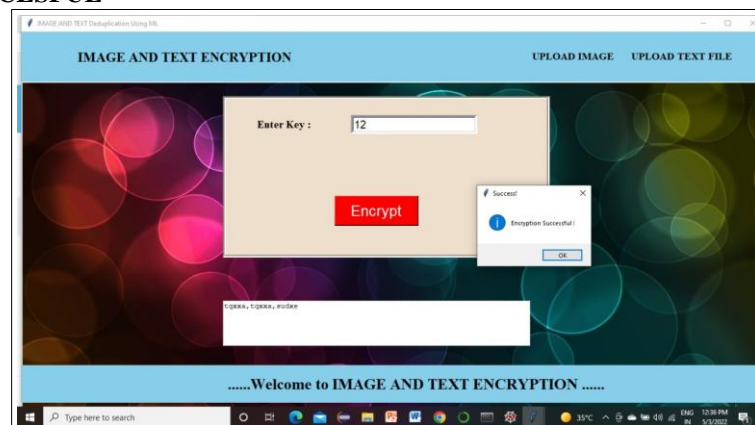 IMAGE AND TEXT Deduplication Using ML
IMAGE AND TEXT ENCRYPTION
UPLOAD IMAGE UPLOAD TEXT FILE
Enter Key : 12
Encrypt
Success!
Encryption Successful !
OK
tqxxa,tqxxa,eudxe
......Welcome to IMAGE AND TEXT ENCRYPTION ......
Type here to search
35°C
ENG
IN
12:36 PM
5/3/2022